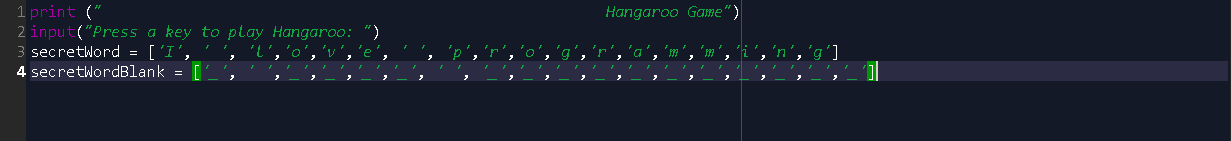 1 print ("                                                                      Hangaroo Game")
2 input("Press a key to play Hangaroo: ")
3 secretWord = ['I', ' ', 'l','o','v','e', ' ', 'p','r','o','g','r','a','m','m','i','n','g']
4 secretWordBlank = ['_', ' ','_','_','_','_', ' ', '_','_','_','_','_','_','_','_','_','_','_']